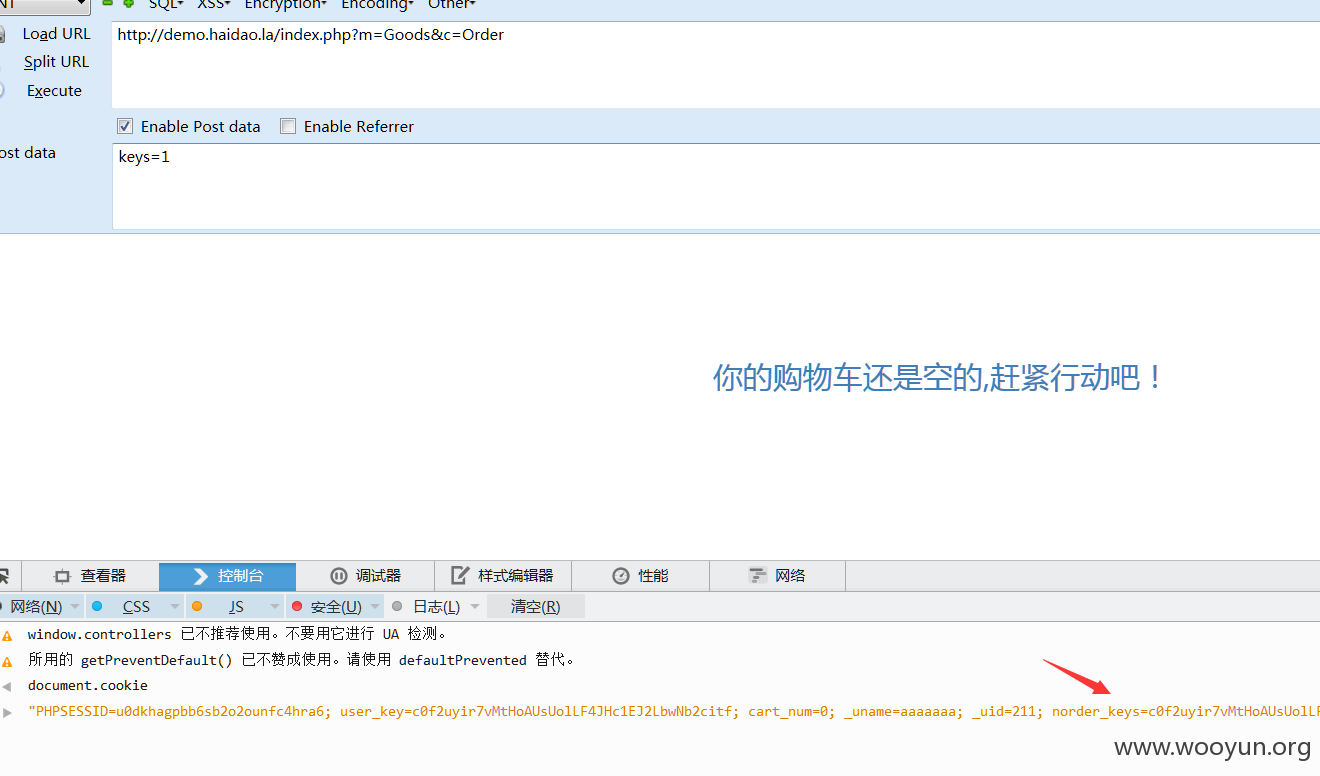 NT SQL▾ XSS▾ Encryption▾ Encoding▾ Other▾
Load URL http://demo.haidao.la/index.php?m=Goods&c=Order
Split URL
Execute
Enable Post data Enable Referrer
ost data keys=1
你的购物车还是空的,赶紧行动吧！
查看器 控制台 调试器 样式编辑器 性能 网络
网络(N) CSS JS 安全(U) 日志(L) 清空(R)
window.controllers 已不推荐使用。不要用它进行 UA 检测。
所用的 getPreventDefault() 已不赞成使用。请使用 defaultPrevented 替代。
document.cookie
"PHPSESSID=u0dkhagpbb6sb2o2ounfc4hra6; user_key=c0f2uyir7vMtHoAUsUolLF4JHc1EJ2LbwNb2citf; cart_num=0; _uname=aaaaaaa; _uid=211; norder_keys=c0f2uyir7vMtHoAUsUolLF
www.wooyun.org